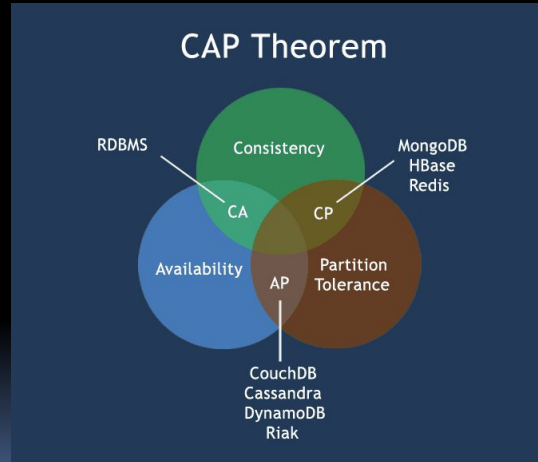 CAP Theorem
RDBMS
Consistency
MongoDB
HBase
Redis
CA
CP
Availability
AP
Partition
Tolerance
CouchDB
Cassandra
DynamoDB
Riak